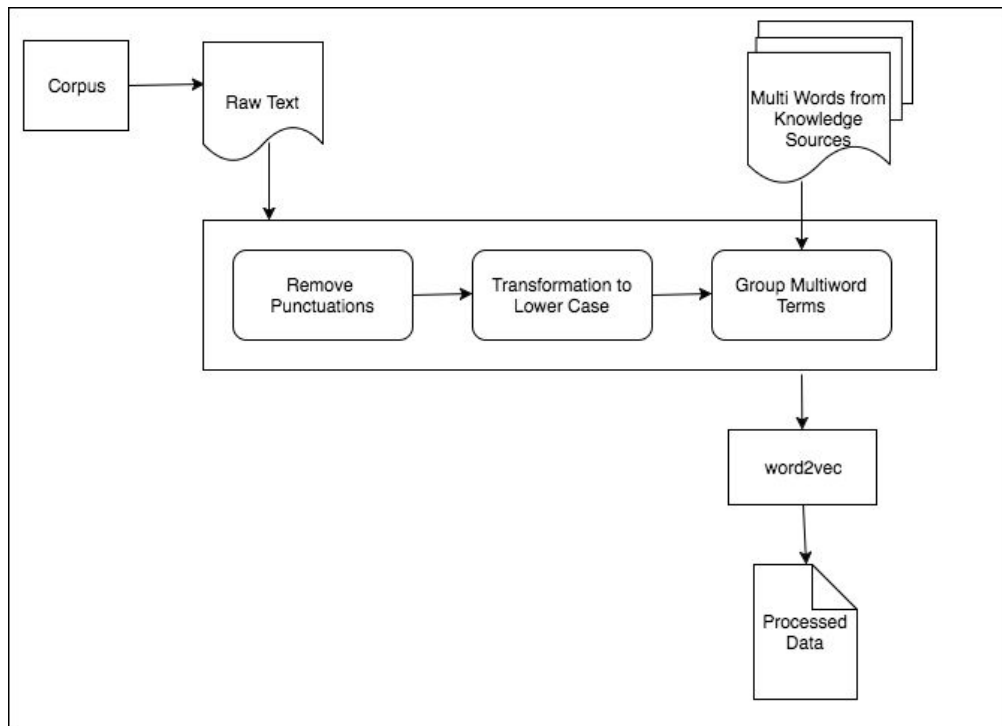 Corpus
Raw Text
Multi Words from
Knowledge
Sources
Remove
Punctuations
Transformation to
Lower Case
Group Multiword
Terms
word2vec
Processed
Data